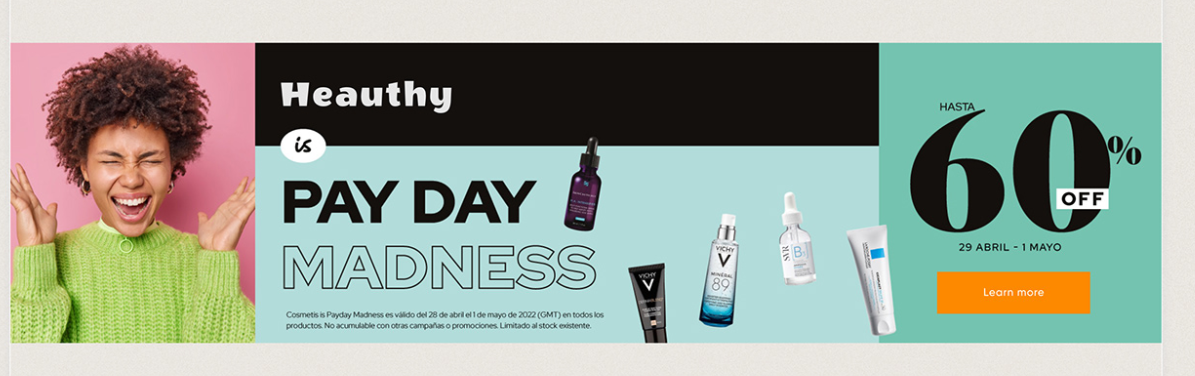 Heauthy
is
PAY DAY
MADNESS
Cosmetis is Payday Madness es válido del 28 de abril el 1 de mayo de 2022 (GMT) en todos los
productos. No acumulable con otras campañas o promociones. Limitado al stock existente.
VICHY
V
VICHY
V
MINÉRAL
89
SVR
B3
HASTA
60%
OFF
29 ABRIL - 1 MAYO
Learn more